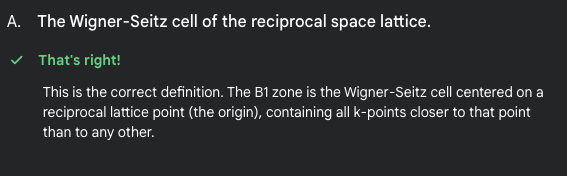 A. The Wigner-Seitz cell of the reciprocal space lattice.
✓ That's right!
This is the correct definition. The B1 zone is the Wigner-Seitz cell centered on a
reciprocal lattice point (the origin), containing all k-points closer to that point
than to any other.